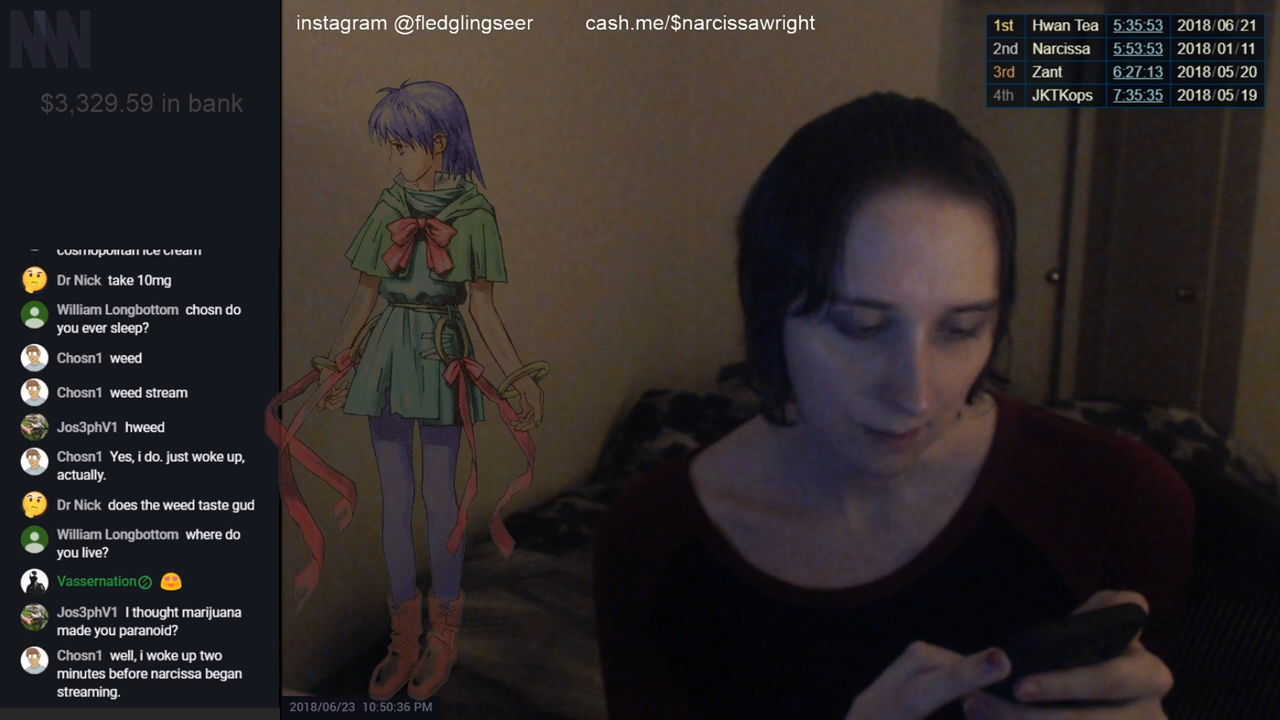 NNN
instagram @fledglingseer
cash.me/$narcissawright
$3,329.59 in bank
1st Hwan Tea 5:35:53 2018/06/21
2nd Narcissa 5:53:53 2018/01/11
3rd Zant 6:27:13 2018/05/20
4th JKTKops 7:35:35 2018/05/19
cosmopolitan ice cream
Dr Nick take 10mg
William Longbottom chosn do
you ever sleep?
Chosn1 weed
Chosn1 weed stream
Jos3phV1 hweed
Chosn1 Yes, i do. just woke up,
actually.
Dr Nick does the weed taste gud
William Longbottom where do
you live?
Vassernation
Jos3phV1 I thought marijuana
made you paranoid?
Chosn1 well, i woke up two
minutes before narcissa began
streaming.
2018/06/23 10:50:36 PM